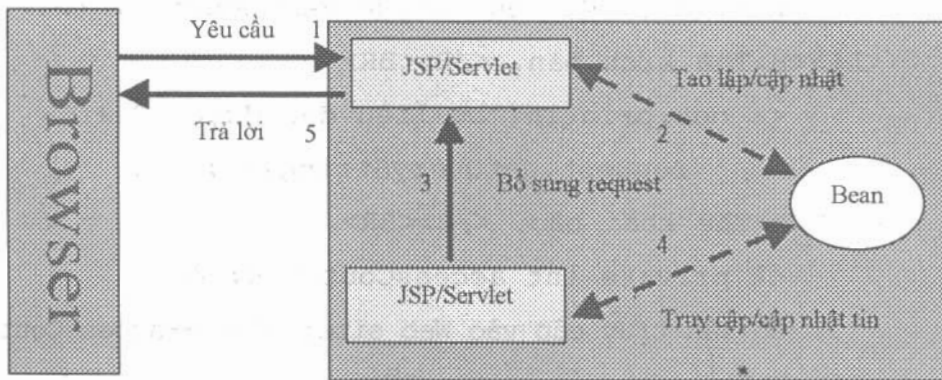 Browser
Yêu cầu 1
Trả lời 5
JSP/Servlet
Tao lập/cập nhật
2
3 Bổ sung request
Bean
4
JSP/Servlet
Truy cập/cập nhật tin